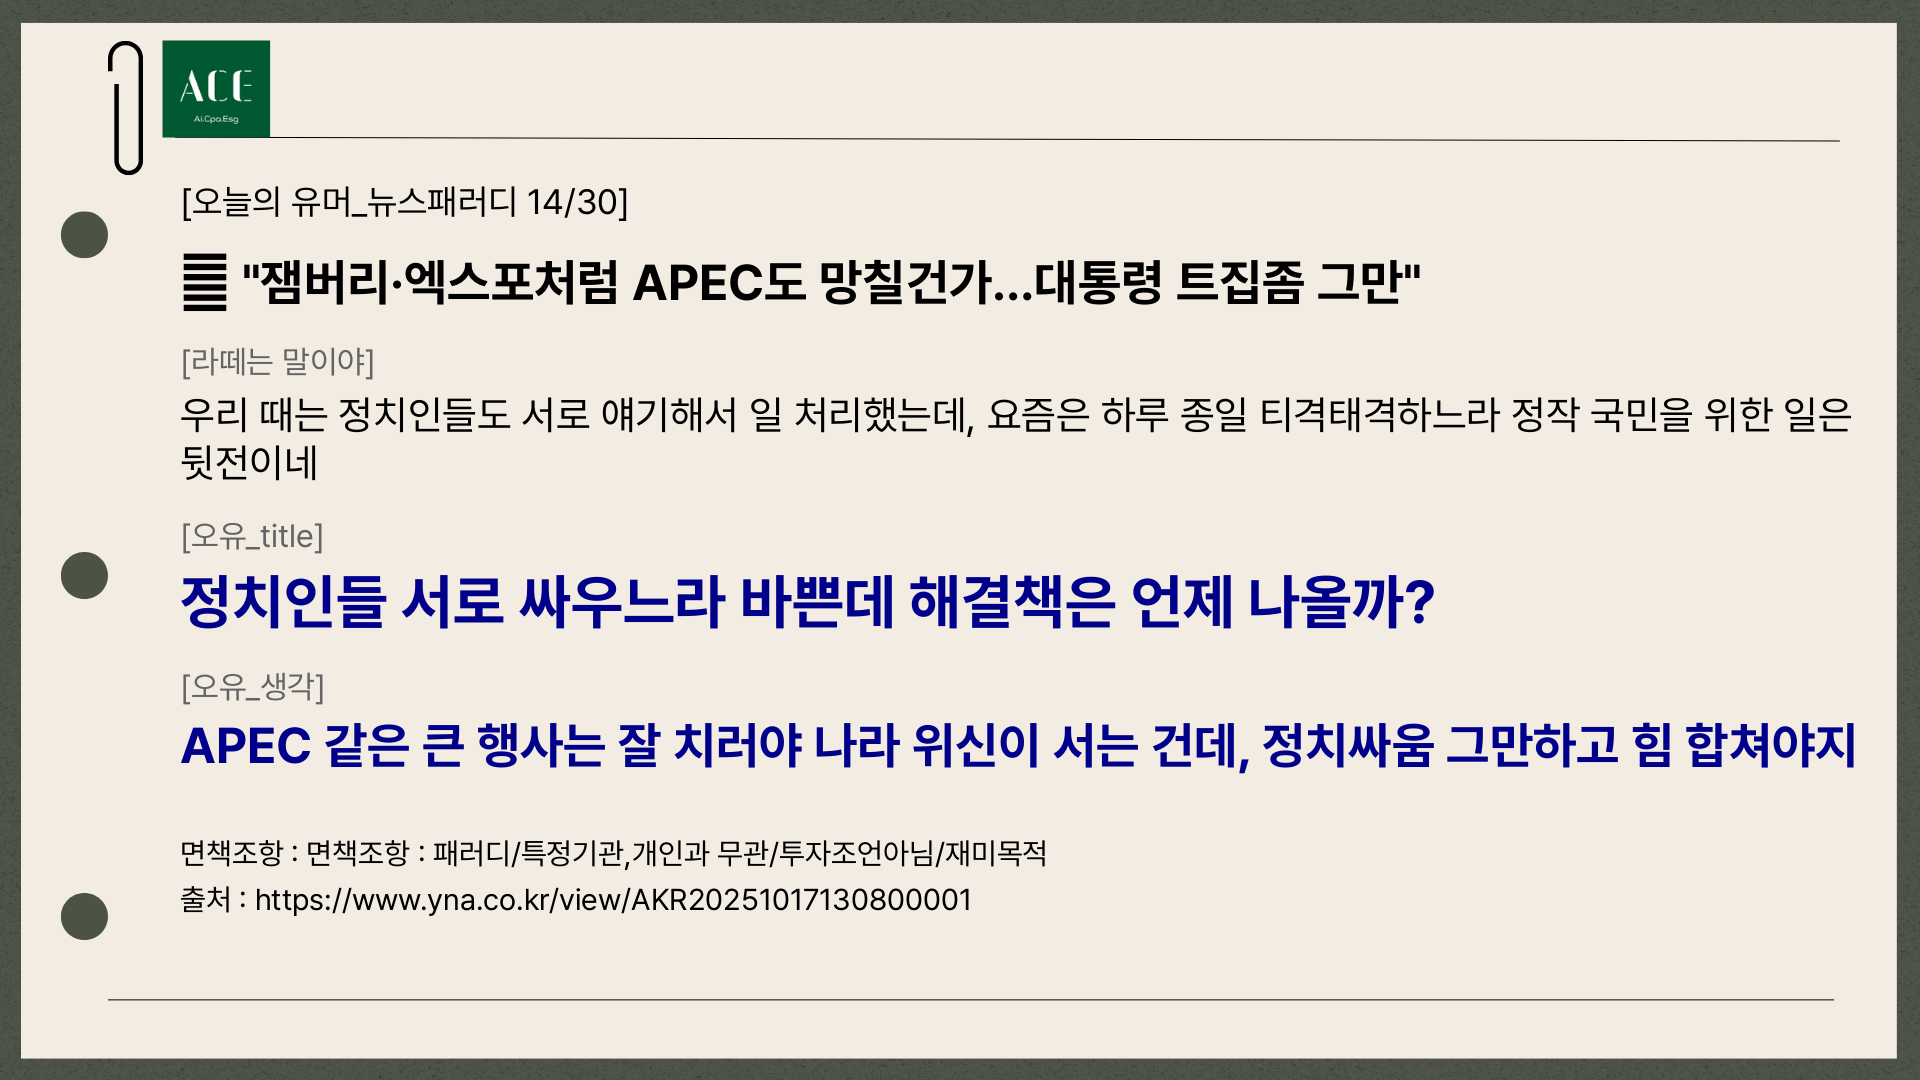 ACE
Ai.Cpa.Esg
[오늘의 유머_뉴스패러디 14/30]
"잼버리·엑스포처럼 APEC도 망칠건가...대통령 트집좀 그만"
[라떼는 말이야]
우리 때는 정치인들도 서로 얘기해서 일 처리했는데, 요즘은 하루 종일 티격태격하느라 정작 국민을 위한 일은
뒷전이네
[오유_title]
정치인들 서로 싸우느라 바쁜데 해결책은 언제 나올까?
[오유_생각]
APEC 같은 큰 행사는 잘 치러야 나라 위신이 서는 건데, 정치싸움 그만하고 힘 합쳐야지
면책조항 : 면책조항 : 패러디/특정기관,개인과 무관/투자조언아님/재미목적
출처 : https://www.yna.co.kr/view/AKR20251017130800001